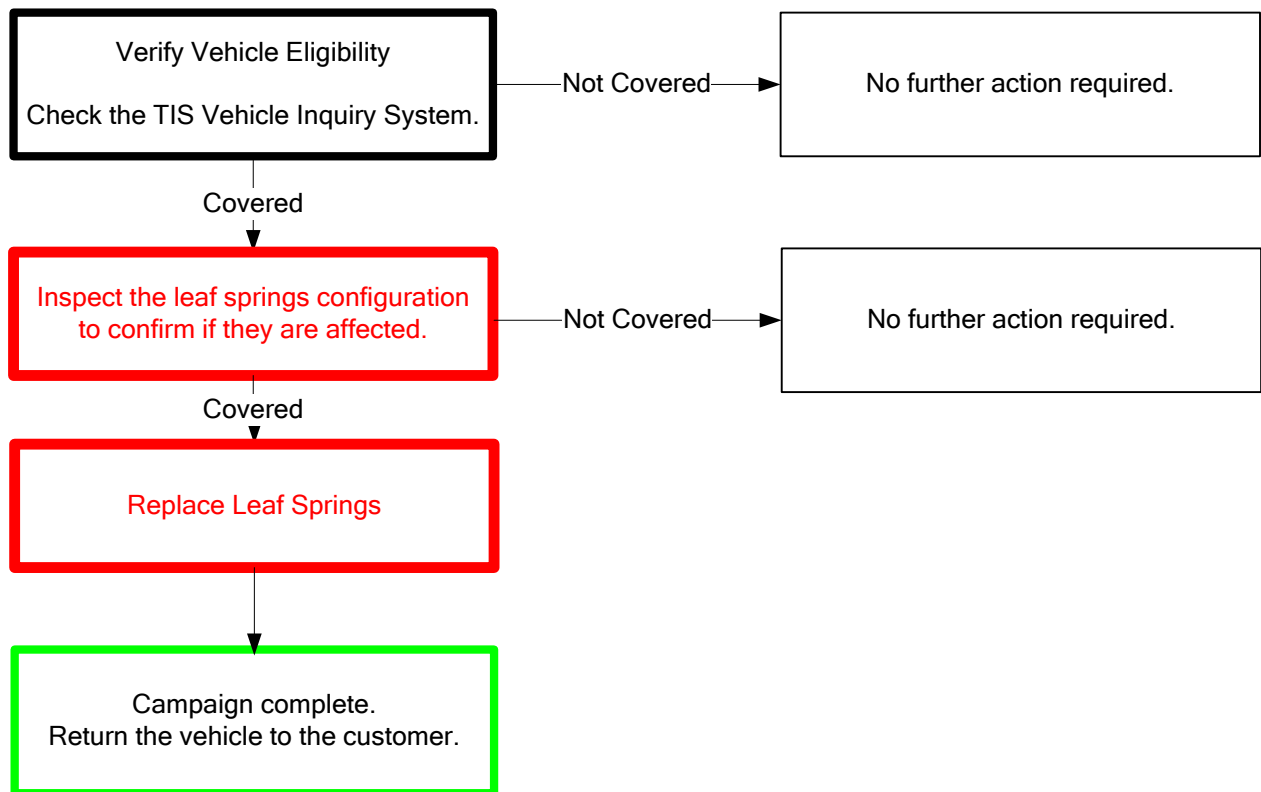 Verify Vehicle Eligibility
Check the TIS Vehicle Inquiry System.
Not Covered
No further action required.
Covered
Inspect the leaf springs configuration
to confirm if they are affected.
Not Covered
No further action required.
Covered
Replace Leaf Springs
Campaign complete.
Return the vehicle to the customer.